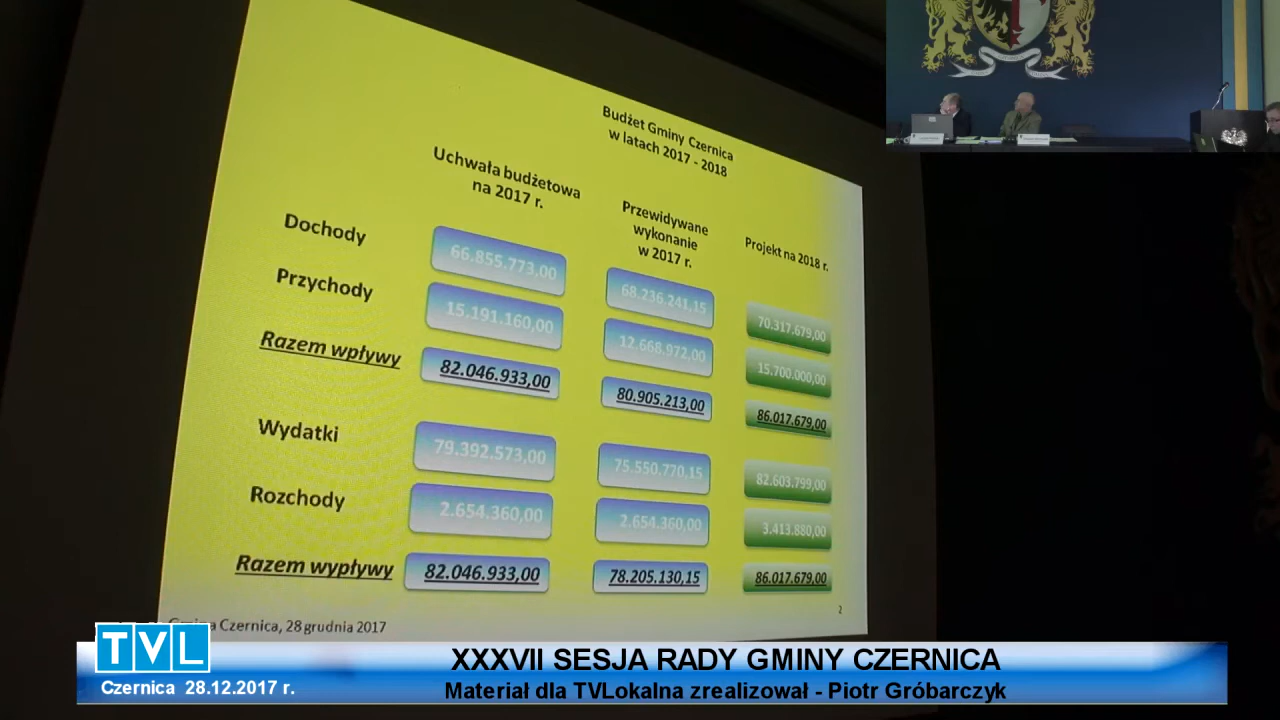 Budżet Gminy Czernica
w latach 2017 - 2018
Uchwała budżetowa
na 2017 r.
Przewidywane
wykonanie
w 2017 r.
Projekt na 2018 r.
Dochody
66.855.773,00
68.236.241,15
70.317.679,00
Przychody
15.191.160,00
12.668.972,00
15.700.000,00
Razem wpływy
82.046.933,00
80.905.213,00
86.017.679,00
Wydatki
79.392.573,00
75.550.770,15
82.603.799,00
Rozchody
2.654.360,00
2.654.360,00
3.413.880,00
Razem wypływy
82.046.933,00
78.205.130,15
86.017.679,00
2
Gmina Czernica, 28 grudnia 2017
TVL
Czernica 28.12.2017 r.
XXXVII SESJA RADY GMINY CZERNICA
Materiał dla TVLokalna zrealizował - Piotr Gróbarczyk